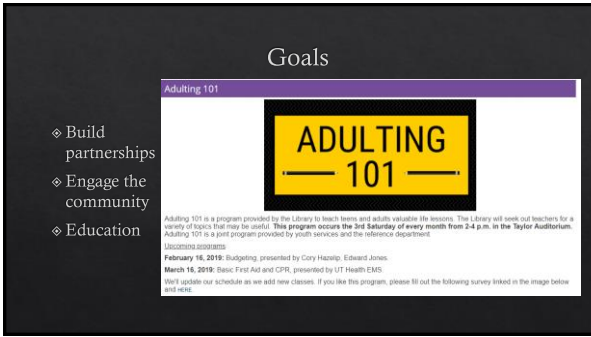 Goals
Build
partnerships
Engage the
community
Education
Adulting 101
ADULTING
101
Adulting 101 is a program provided by the Library to teach teens and adults valuable life lessons. The Library will seek out teachers for a
variety of topics that may be useful. This program occurs the 3rd Saturday of every month from 2-4 p.m. in the Taylor Auditorium.
Adulting 101 is a joint program provided by youth services and the reference department
Upcoming programs
February 16, 2019: Budgeting, presented by Cory Hazelip, Edward Jones.
March 16, 2019: Basic First Aid and CPR, presented by UT Health EMS
We'll update our schedule as we add new classes. If you like this program, please fill out the following survey linked in the image below
and HERE.